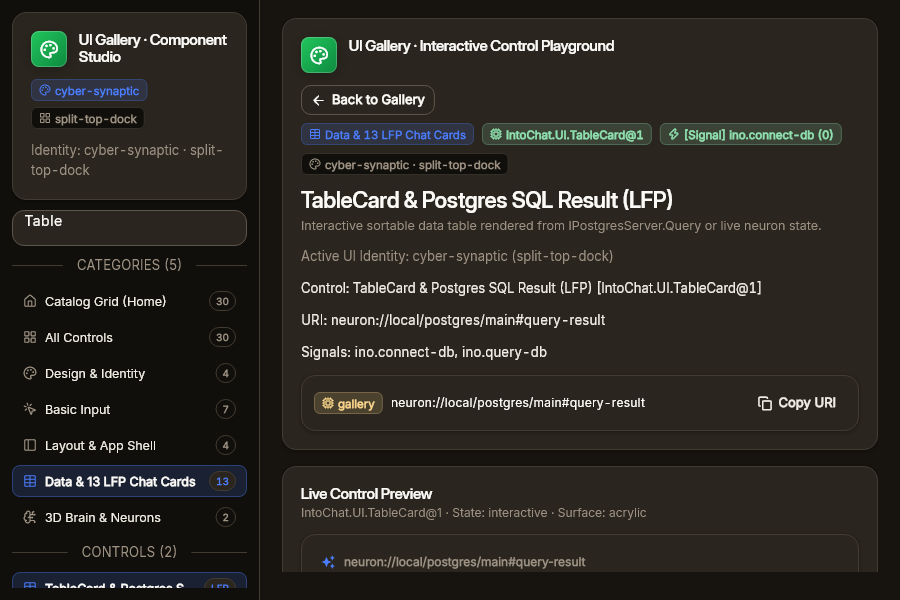 UI Gallery · Component
Studio
cyber-synaptic
split-top-dock
Identity: cyber-synaptic · split-
top-dock
Table
CATEGORIES (5)
Catalog Grid (Home) 30
All Controls 30
Design & Identity 4
Basic Input 7
Layout & App Shell 4
Data & 13 LFP Chat Cards 13
3D Brain & Neurons 2
CONTROLS (2)
TableCard & Postgres S LFP
UI Gallery · Interactive Control Playground
Back to Gallery
Data & 13 LFP Chat Cards IntoChat.UI.TableCard@1 [Signal] ino.connect-db (0)
cyber-synaptic · split-top-dock
TableCard & Postgres SQL Result (LFP)
Interactive sortable data table rendered from IPostgresServer.Query or live neuron state.
Active UI Identity: cyber-synaptic (split-top-dock)
Control: TableCard & Postgres SQL Result (LFP) [IntoChat.UI.TableCard@1]
URI: neuron://local/postgres/main#query-result
Signals: ino.connect-db, ino.query-db
gallery neuron://local/postgres/main#query-result Copy URI
Live Control Preview
IntoChat.UI.TableCard@1 · State: interactive · Surface: acrylic
neuron://local/postgres/main#query-result